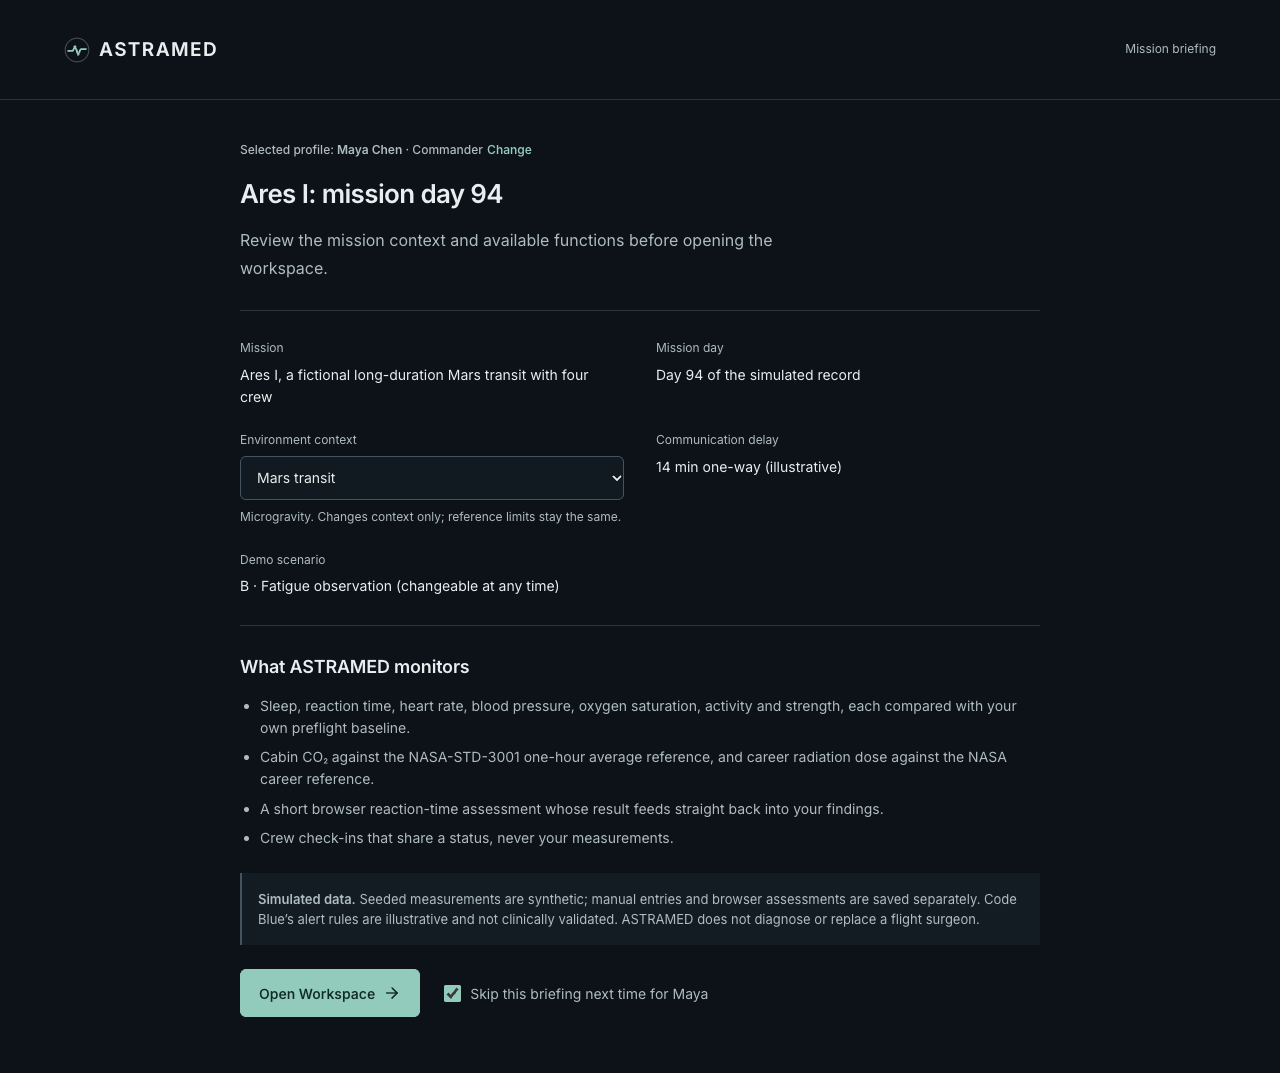 ASTRAMED
Mission briefing
Selected profile: Maya Chen · Commander Change
Ares I: mission day 94
Review the mission context and available functions before opening the
workspace.
Mission
Ares I, a fictional long-duration Mars transit with four
crew
Mission day
Day 94 of the simulated record
Environment context
Mars transit
Microgravity. Changes context only; reference limits stay the same.
Communication delay
14 min one-way (illustrative)
Demo scenario
B · Fatigue observation (changeable at any time)
What ASTRAMED monitors
• Sleep, reaction time, heart rate, blood pressure, oxygen saturation, activity and strength, each compared with your
own preflight baseline.
• Cabin CO₂ against the NASA-STD-3001 one-hour average reference, and career radiation dose against the NASA
career reference.
• A short browser reaction-time assessment whose result feeds straight back into your findings.
• Crew check-ins that share a status, never your measurements.
Simulated data. Seeded measurements are synthetic; manual entries and browser assessments are saved separately. Code
Blue’s alert rules are illustrative and not clinically validated. ASTRAMED does not diagnose or replace a flight surgeon.
Open Workspace →
Skip this briefing next time for Maya